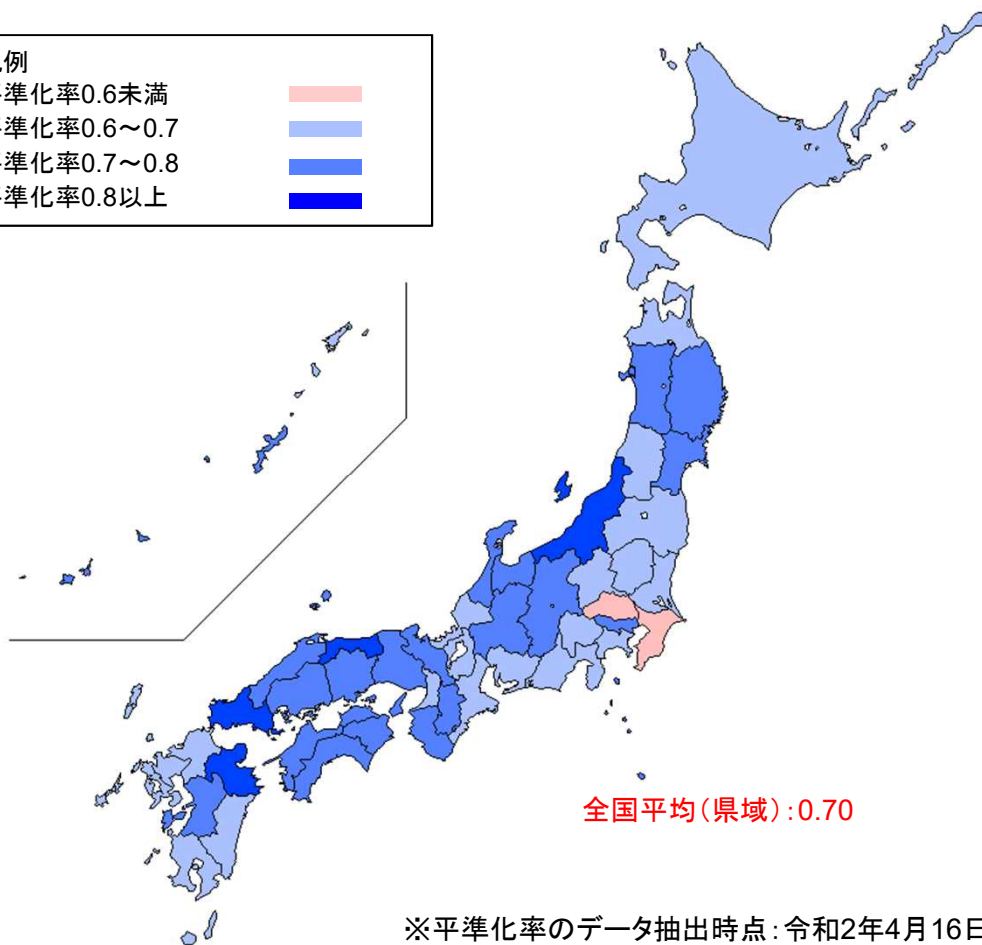 例
準化率0.6未満
準化率0.6～0.7
準化率0.7～0.8
準化率0.8以上
全国平均(県域):0.70
※平準化率のデータ抽出時点:令和2年4月16日